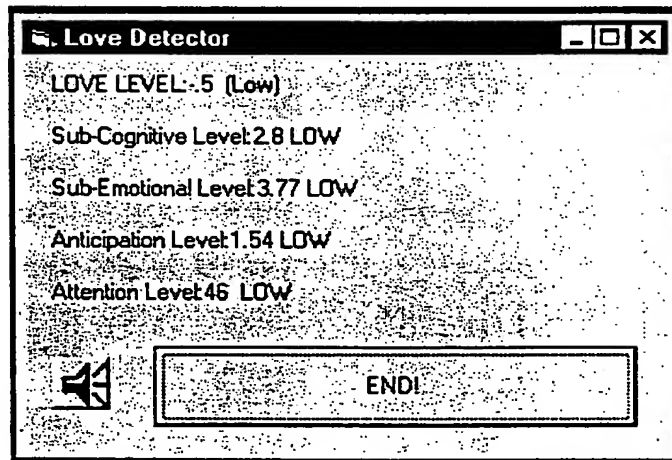 Love Detector
LOVE LEVEL:-.5 (Low)
Sub-Cognitive Level:2.8 LOW
Sub-Emotional Level:3.77 LOW
Anticipation Level:1.54 LOW
Attention Level:46 LOW
END!